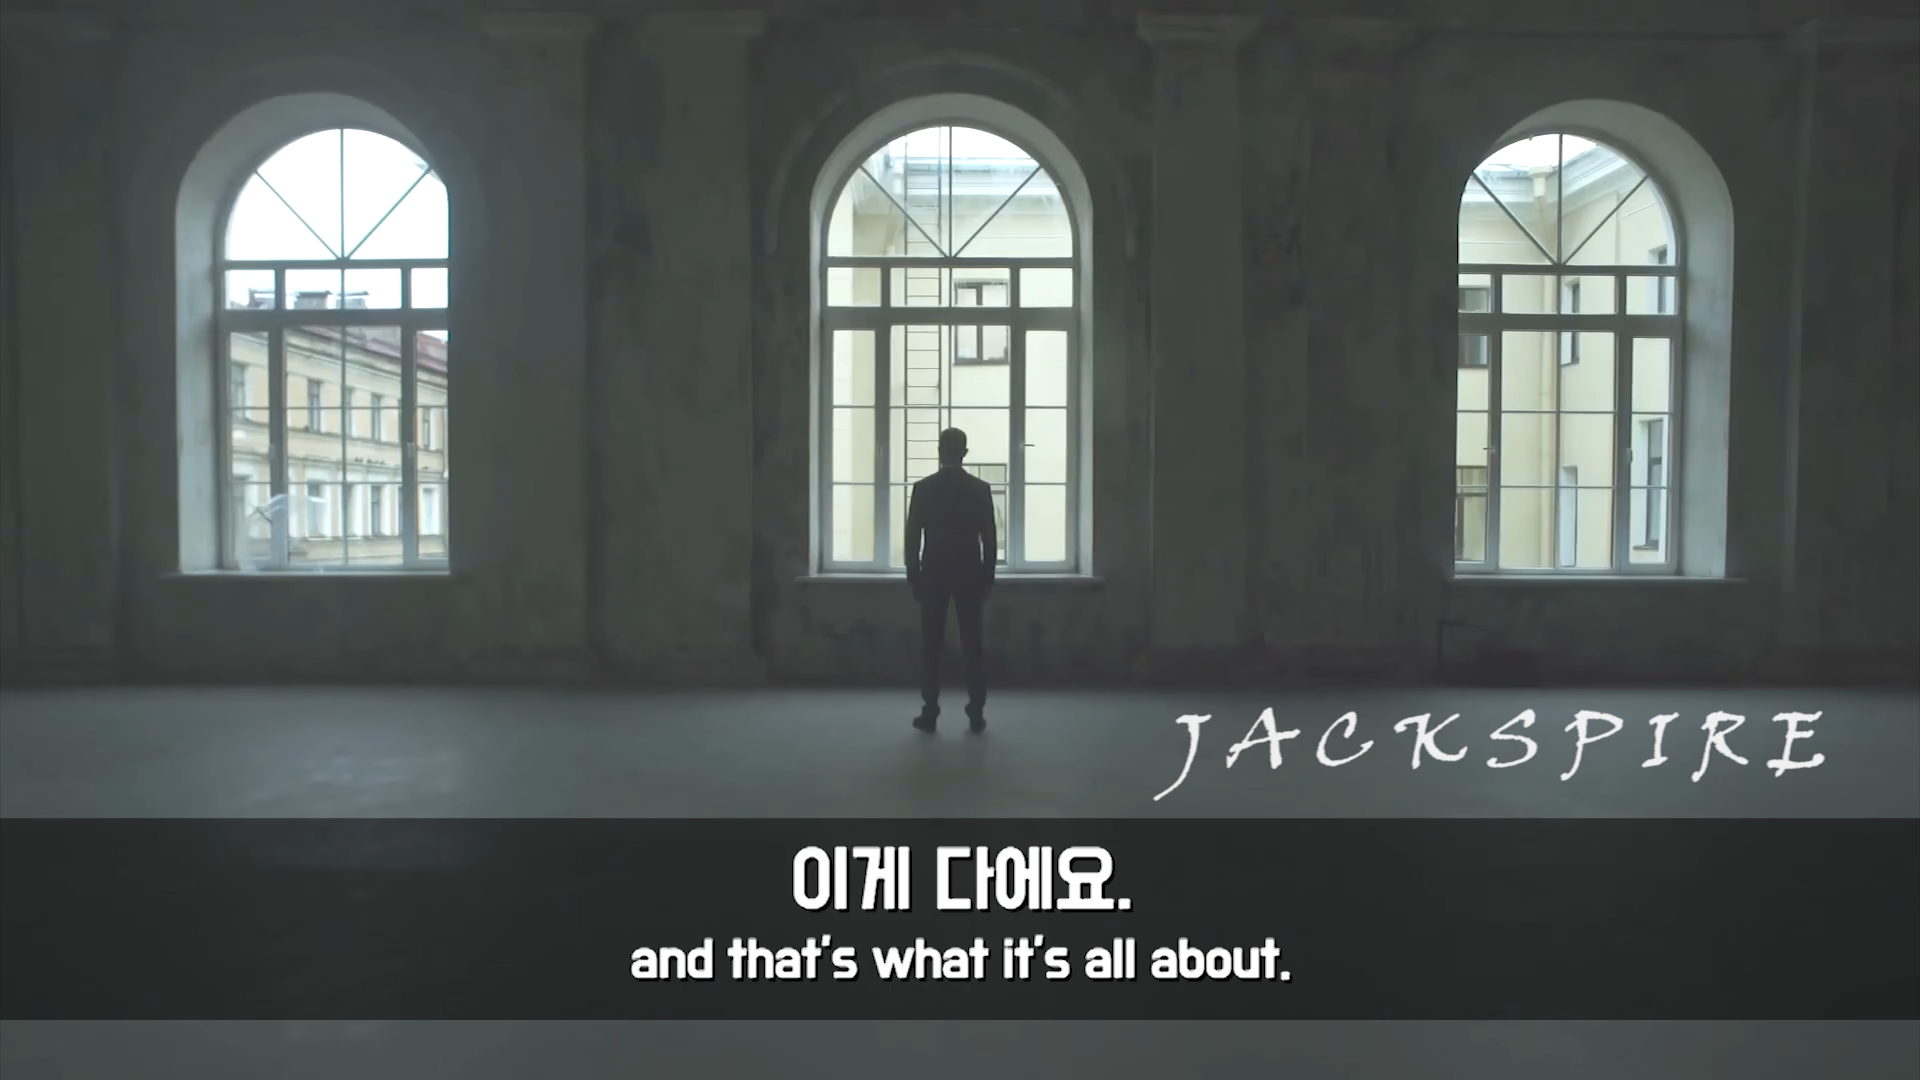 JACKSPIRE
이게 다에요.
and that's what it's all about.